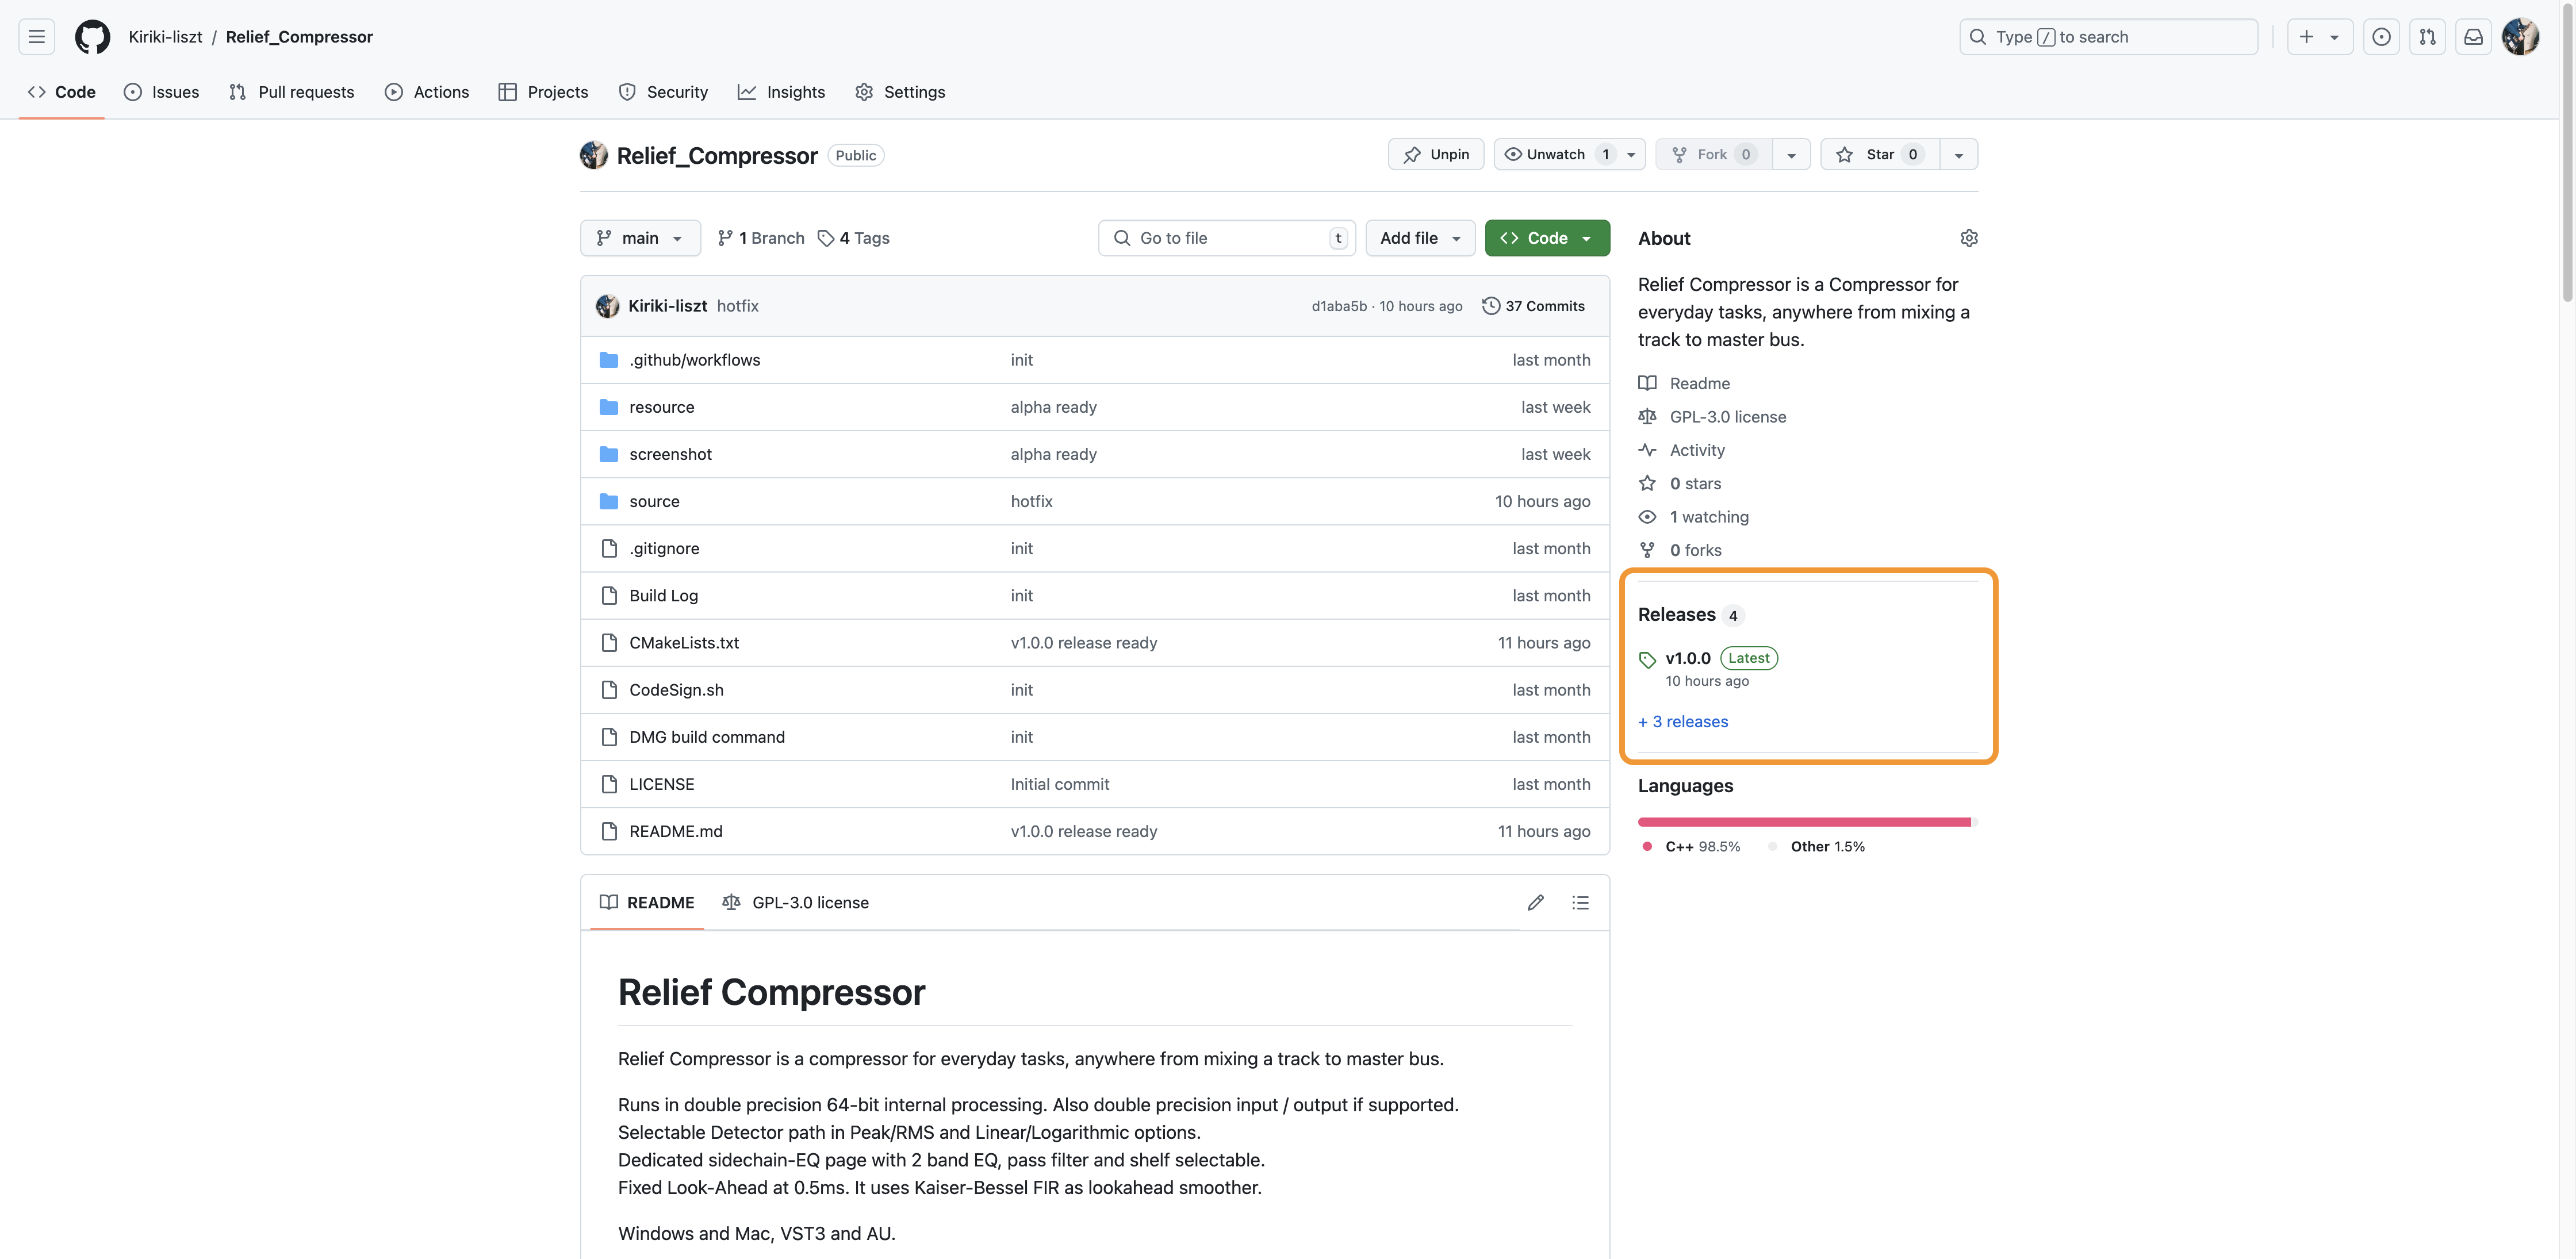 Kiriki-liszt / Relief_Compressor
Type / to search
Code
Issues
Pull requests
Actions
Projects
Security
Insights
Settings
Relief_Compressor
Public
Unpin
Unwatch 1
Fork 0
Star 0
main
1 Branch
4 Tags
Go to file
t
Add file
Code
Kiriki-liszt hotfix
d1aba5b · 10 hours ago
37 Commits
.github/workflows init last month
resource alpha ready last week
screenshot alpha ready last week
source hotfix 10 hours ago
.gitignore init last month
Build Log init last month
CMakeLists.txt v1.0.0 release ready 11 hours ago
CodeSign.sh init last month
DMG build command init last month
LICENSE Initial commit last month
README.md v1.0.0 release ready 11 hours ago
README
GPL-3.0 license
Relief Compressor
Relief Compressor is a compressor for everyday tasks, anywhere from mixing a track to master bus.
Runs in double precision 64-bit internal processing. Also double precision input / output if supported.
Selectable Detector path in Peak/RMS and Linear/Logarithmic options.
Dedicated sidechain-EQ page with 2 band EQ, pass filter and shelf selectable.
Fixed Look-Ahead at 0.5ms. It uses Kaiser-Bessel FIR as lookahead smoother.
Windows and Mac, VST3 and AU.
About
Relief Compressor is a Compressor for
everyday tasks, anywhere from mixing a
track to master bus.
Readme
GPL-3.0 license
Activity
0 stars
1 watching
0 forks
Releases 4
v1.0.0 Latest
10 hours ago
+ 3 releases
Languages
C++ 98.5%
Other 1.5%